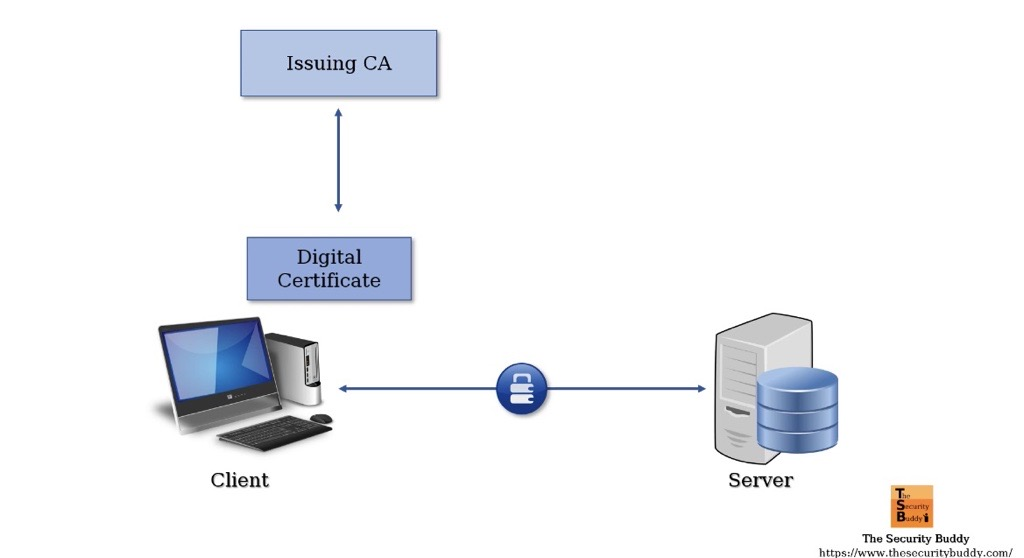 Issuing CA
Digital
Certificate
Client
Server
The
Security
Buddy
The Security Buddy
https://www.thesecuritybuddy.com/